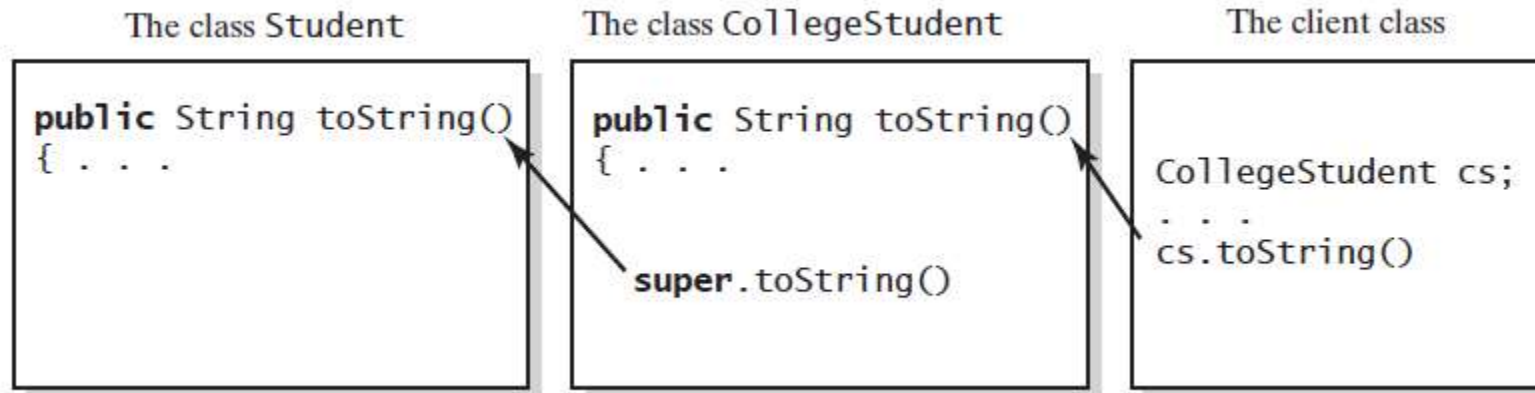 The class Student
public String toString()
{ . . .
The class CollegeStudent
public String toString()
{ . . .
super.toString()
The client class
CollegeStudent cs;
. . .
cs.toString()